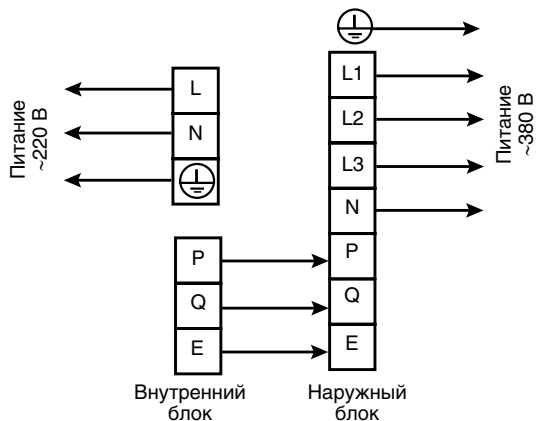 Питание
~220 В
L
N
L1
L2
L3
N
P
Q
E
Питание
~380 В
P
Q
E
Внутренний
блок
Наружный
блок